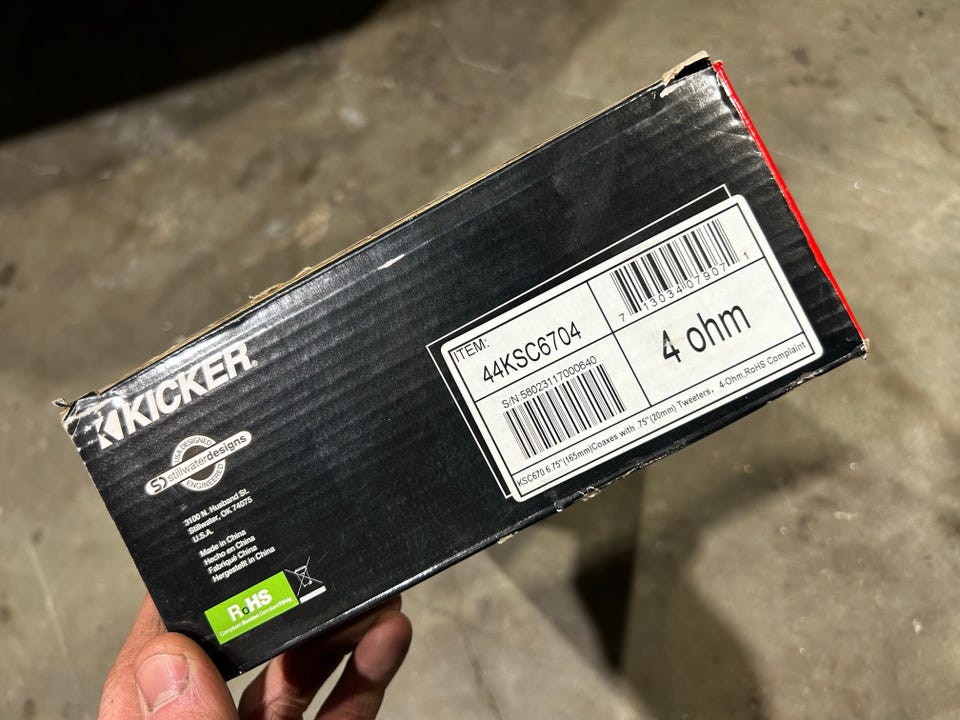 KICKER®
USA DESIGNED
SD stillwaterdesigns
ENGINEERED
3100 N. Husband St.
Stillwater, OK 74075
U.S.A.
Made in China
Hecho en China
Fabriqué China
Hergestellt in China
RoHS
ITEM:
44KSC6704
S/N:58023117000640
7 13034 07907 1
4 ohm
KSC670 6.75"(165mm)Coaxes with .75"(20mm) Tweeters, 4-Ohm,RoHS Complaint